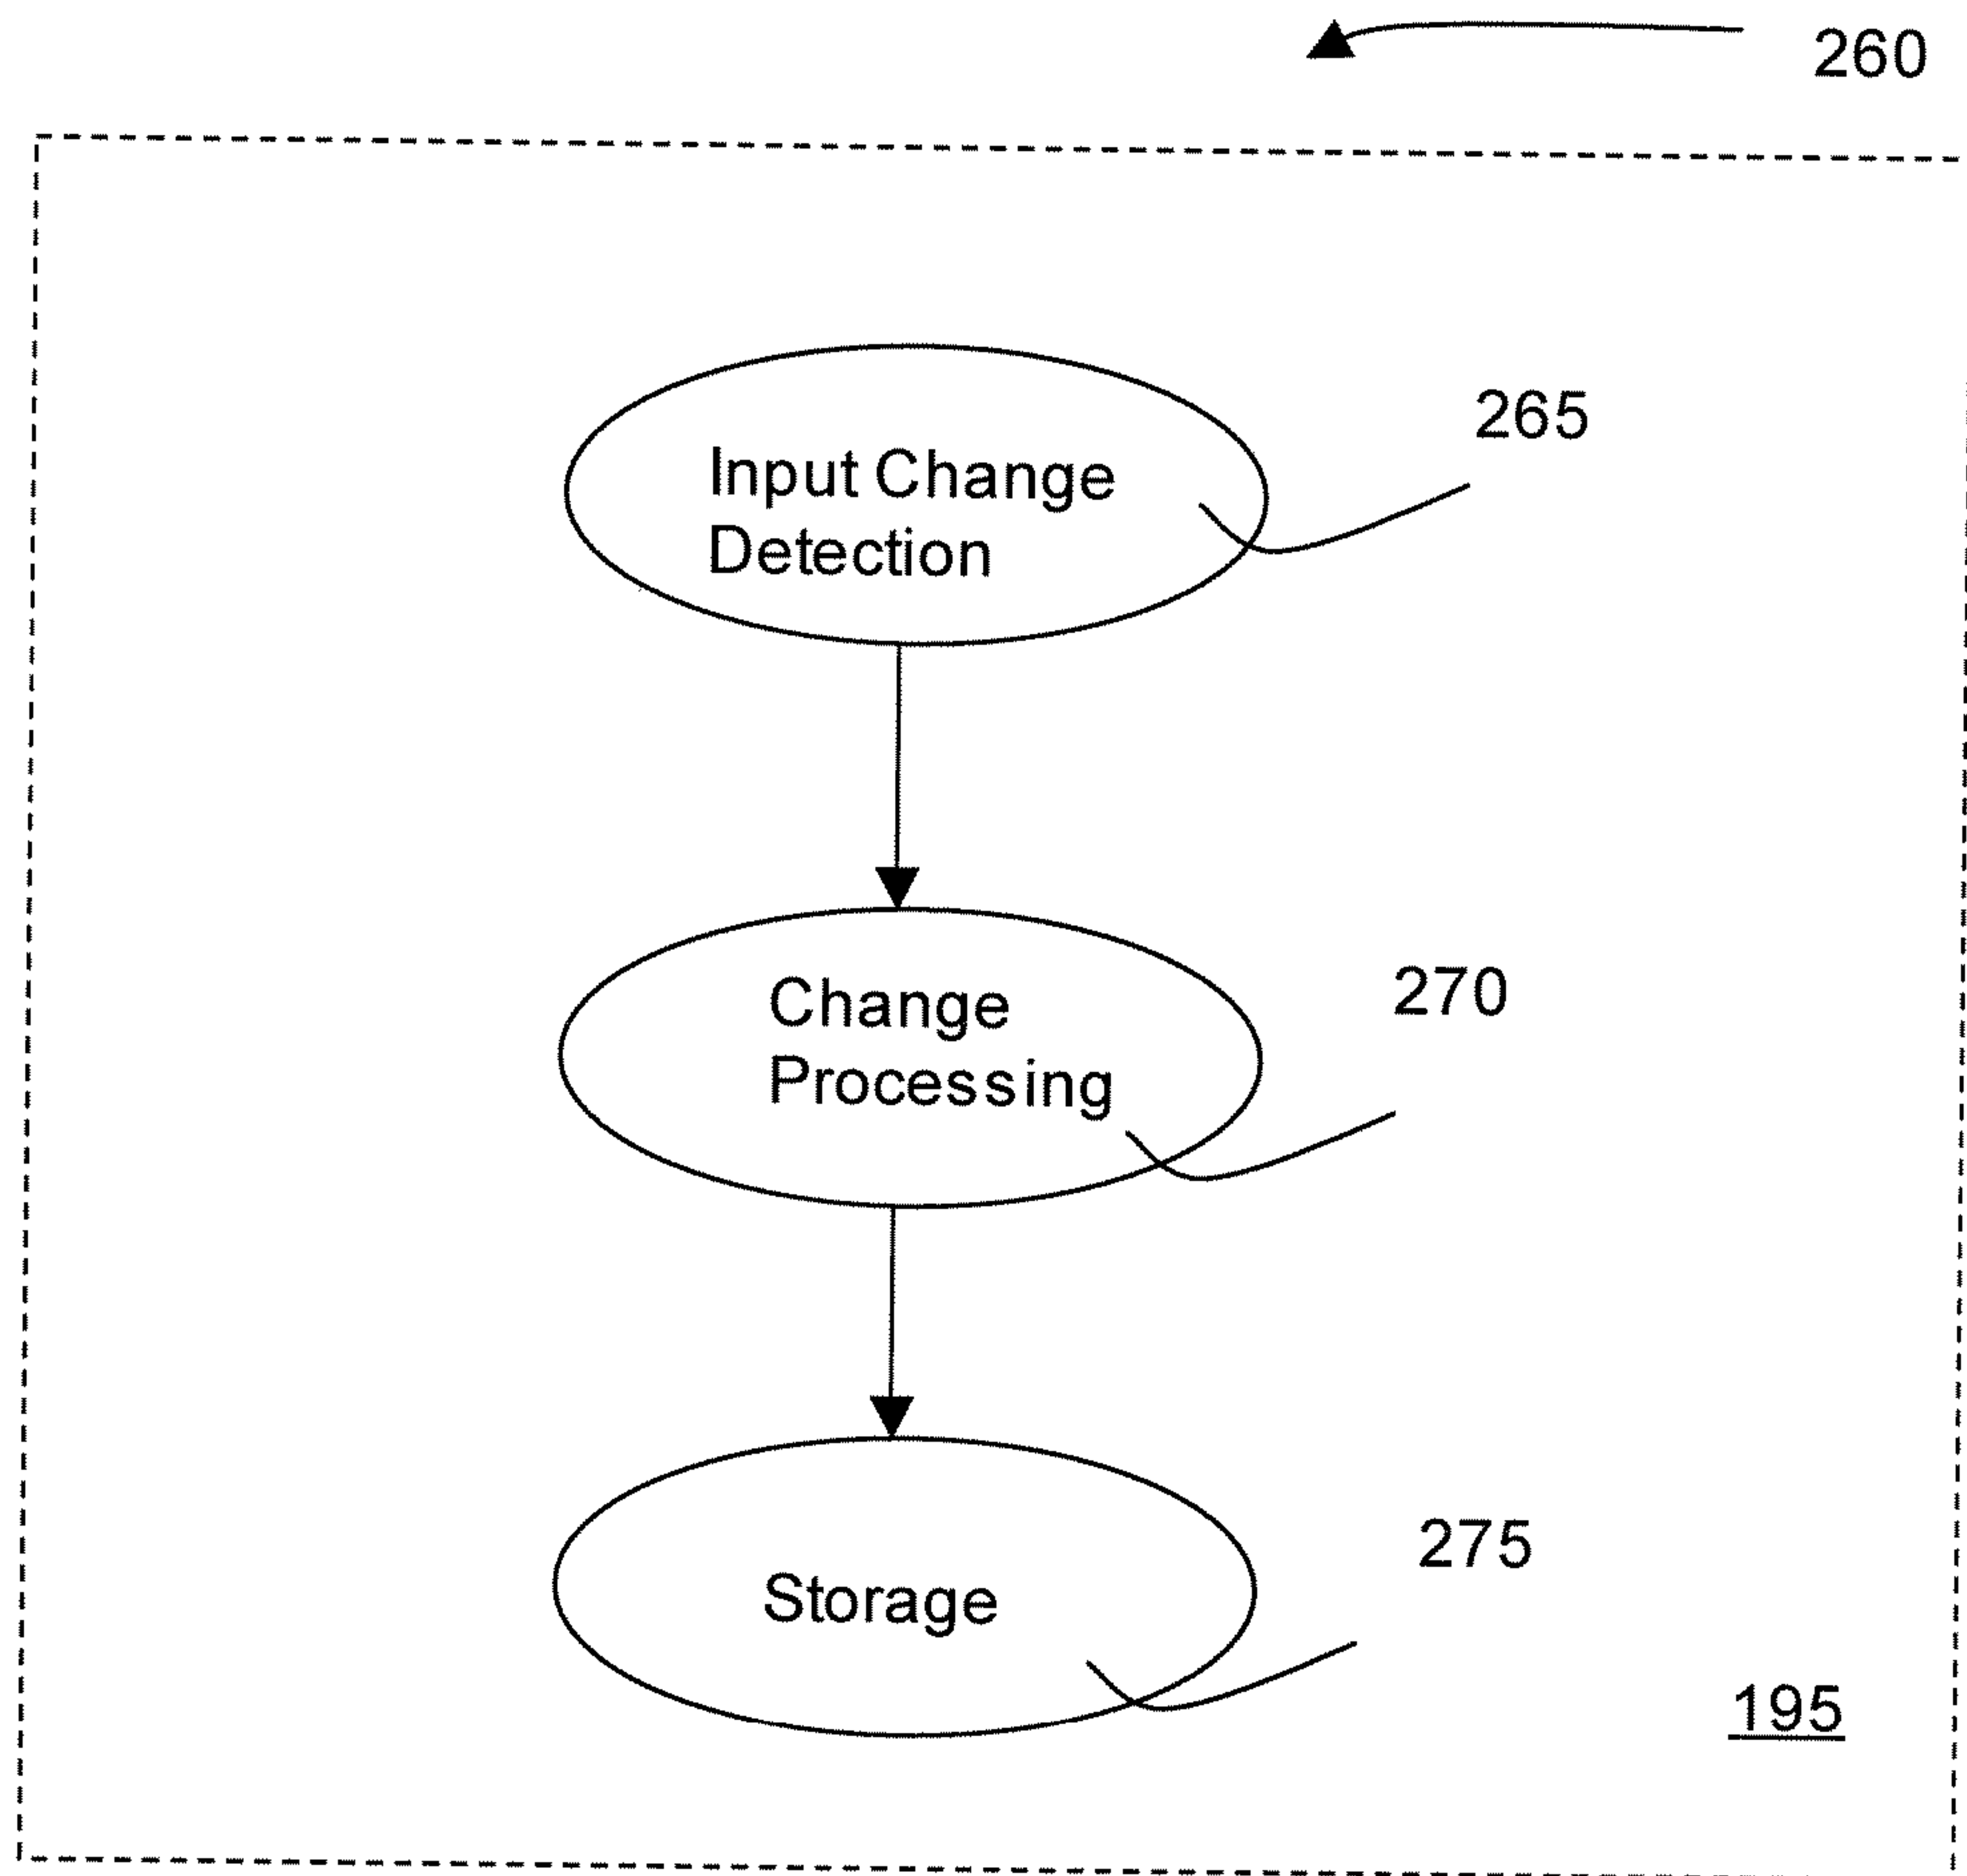 260
265
Input Change
Detection
270
Change
Processing
275
Storage
195